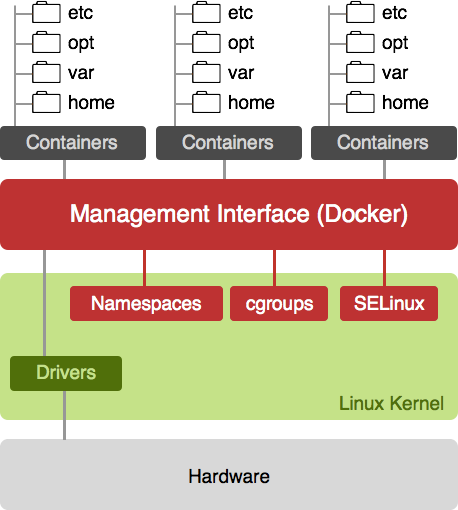 etc
opt
var
home
etc
opt
var
home
etc
opt
var
home
Containers
Containers
Containers
Management Interface (Docker)
Namespaces
cgroups
SELinux
Drivers
Linux Kernel
Hardware